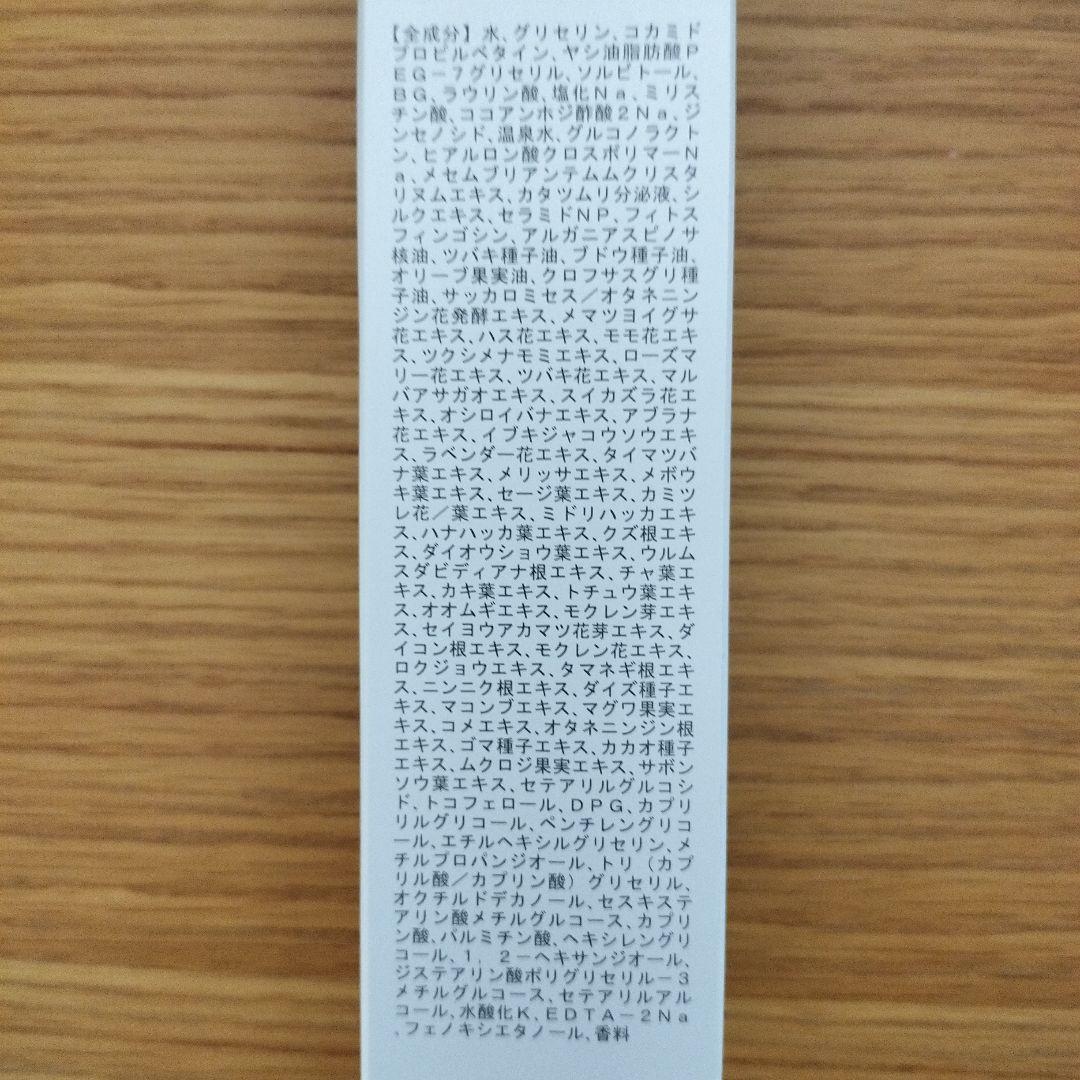 【全成分】水、グリセリン、コカミド
プロピルベタイン、ヤシ油脂肪酸P
EG－7グリセリル、ソルビトール、
BG、ラウリン酸、塩化Na、ミリス
チン酸、ココアンホジ酢酸2Na、ジ
ンセノシド、温泉水、グルコノラクト
ン、ヒアルロン酸クロスポリマーN
a、メセムブリアンテムムクリスタ
リヌムエキス、カタツムリ分泌液、シ
ルクエキス、セラミドNP、フィトス
フィンゴシン、アルガニアスピノサ
核油、ツバキ種子油、ブドウ種子油、
オリーブ果実油、クロフサスグリ種
子油、サッカロミセス／オタネニン
ジン花発酵エキス、メマツヨイグサ
花エキス、ハス花エキス、モモ花エキ
ス、ツクシメナモミエキス、ローズマ
リー花エキス、ツバキ花エキス、マル
バアサガオエキス、スイカズラ花エ
キス、オシロイバナエキス、アブラナ
花エキス、イブキジャコウソウエキ
ス、ラベンダー花エキス、タイマツバ
ナ葉エキス、メリッサエキス、メボウ
キ葉エキス、セージ葉エキス、カミツ
レ花／葉エキス、ミドリハッカエキ
ス、ハナハッカ葉エキス、クズ根エキ
ス、ダイオウショウ葉エキス、ウルム
スダビディアナ根エキス、チャ葉エ
キス、カキ葉エキス、トチュウ葉エキ
ス、オオムギエキス、モクレン芽エキ
ス、セイヨウアカマツ花芽エキス、ダ
イコン根エキス、モクレン花エキス、
ロクジョウエキス、タマネギ根エキ
ス、ニンニク根エキス、ダイズ種子エ
キス、マコンブエキス、マグワ果実エ
キス、コメエキス、オタネニンジン根
エキス、ゴマ種子エキス、カカオ種子
エキス、ムクロジ果実エキス、サボン
ソウ葉エキス、セテアリルグルコシ
ド、トコフェロール、DPG、カプリ
リルグリコール、ペンチレングリコ
ール、エチルヘキシルグリセリン、メ
チルプロパンジオール、トリ（カプ
リル酸／カプリン酸）グリセリル、
オクチルドデカノール、セスキステ
アリン酸メチルグルコース、カプリ
ン酸、パルミチン酸、ヘキシレングリ
コール、1，2－ヘキサンジオール、
ジステアリン酸ポリグリセリル－3
メチルグルコース、セテアリルアル
コール、水酸化K、EDTA－2Na
、フェノキシエタノール、香料